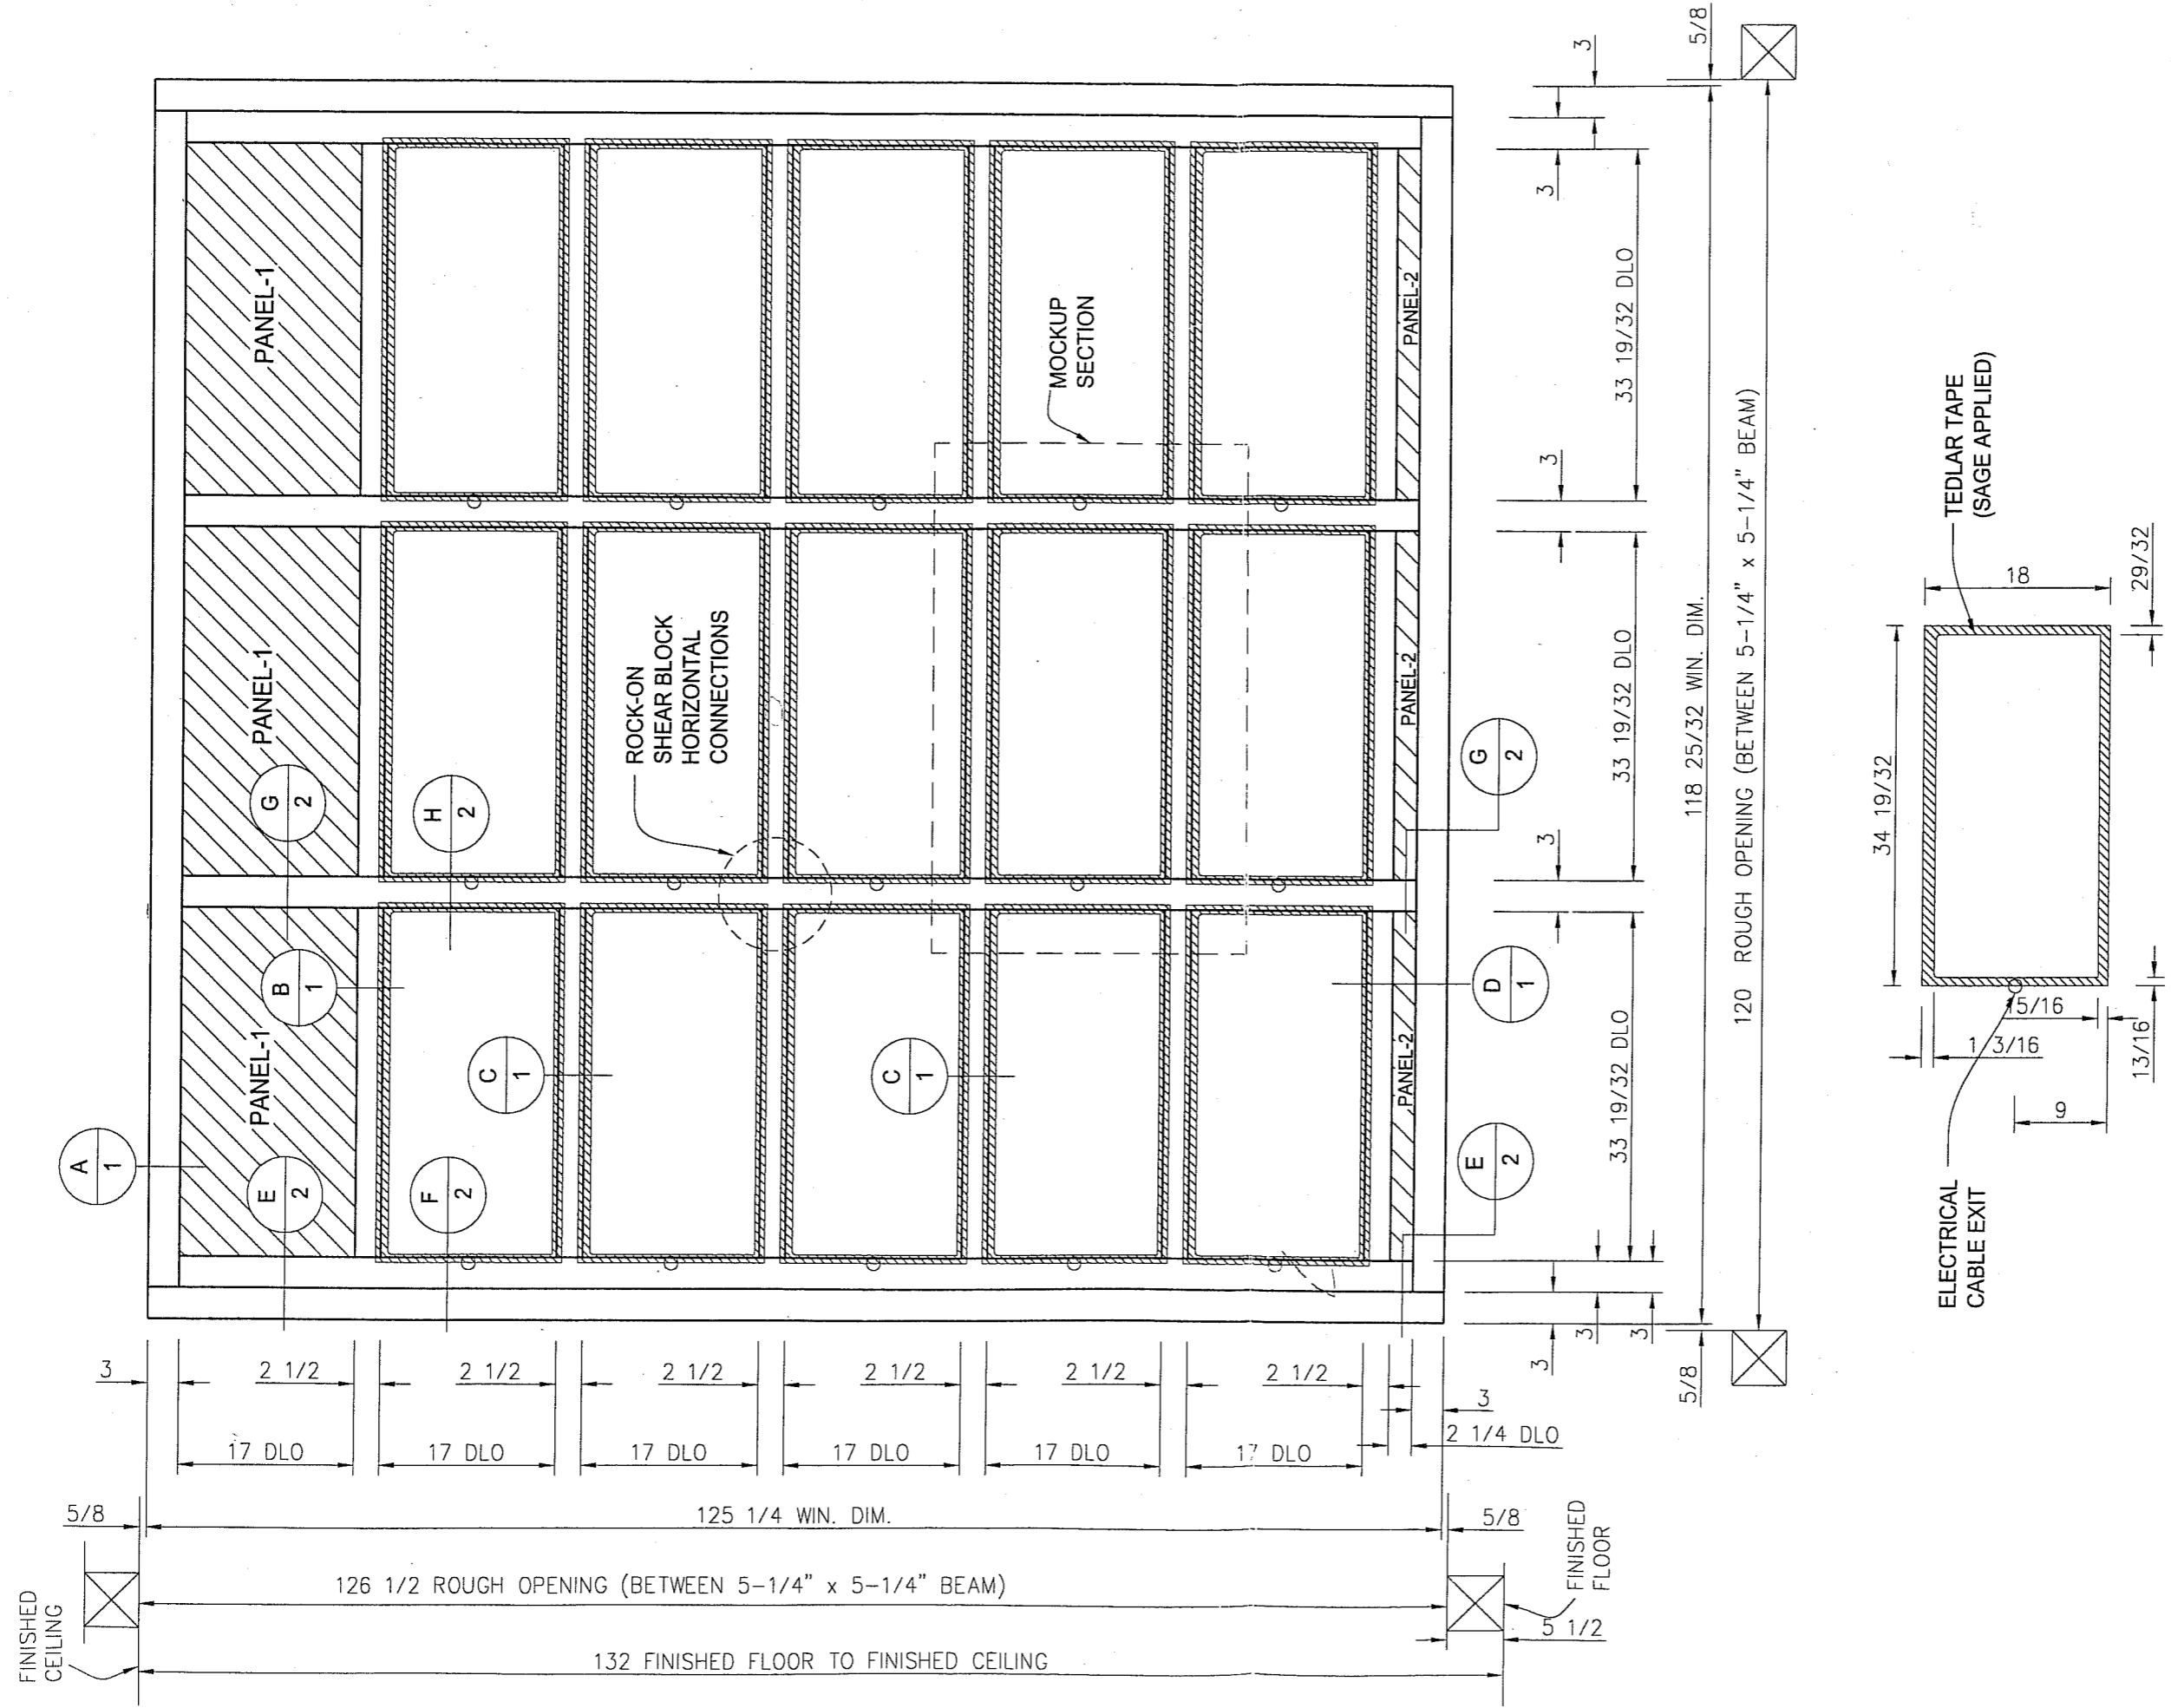 PANEL-1
PANEL-1
PANEL-1
PANEL-2
PANEL-2
PANEL-2
MOCKUP
SECTION
ROCK-ON
SHEAR BLOCK
HORIZONTAL
CONNECTIONS
A
1
B
1
C
1
C
1
D
1
E
2
E
2
F
2
G
2
G
2
H
2
3
2 1/2
2 1/2
2 1/2
2 1/2
2 1/2
2 1/2
3
17 DLO
17 DLO
17 DLO
17 DLO
17 DLO
17 DLO
2 1/4 DLO
5/8
125 1/4 WIN. DIM.
5/8
126 1/2 ROUGH OPENING (BETWEEN 5-1/4" x 5-1/4" BEAM)
5 1/2
132 FINISHED FLOOR TO FINISHED CEILING
FINISHED
CEILING
FINISHED
FLOOR
5/8
3
3
33 19/32 DLO
3
33 19/32 DLO
3
33 19/32 DLO
3
3
3
5/8
118 25/32 WIN. DIM.
120 ROUGH OPENING (BETWEEN 5-1/4" x 5-1/4" BEAM)
TEDLAR TAPE
(SAGE APPLIED)
18
29/32
34 19/32
15/16
1 3/16
13/16
9
ELECTRICAL
CABLE EXIT